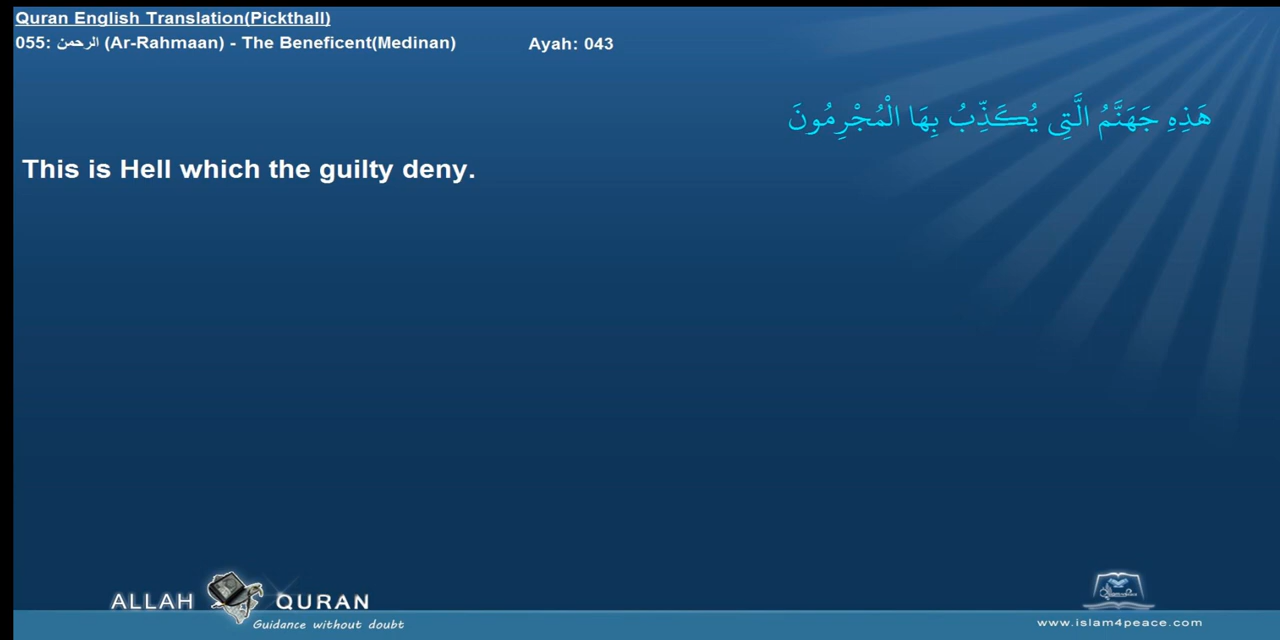 Quran English Translation(Pickthall)
055: الرحمن (Ar-Rahmaan) - The Beneficent(Medinan) Ayah: 043
هَذِهِ جَهَنَّمُ الَّتِي يُكَذِّبُ بِهَا الْمُجْرِمُونَ
This is Hell which the guilty deny.
ALLAH QURAN
Guidance without doubt
www.islam4peace.com